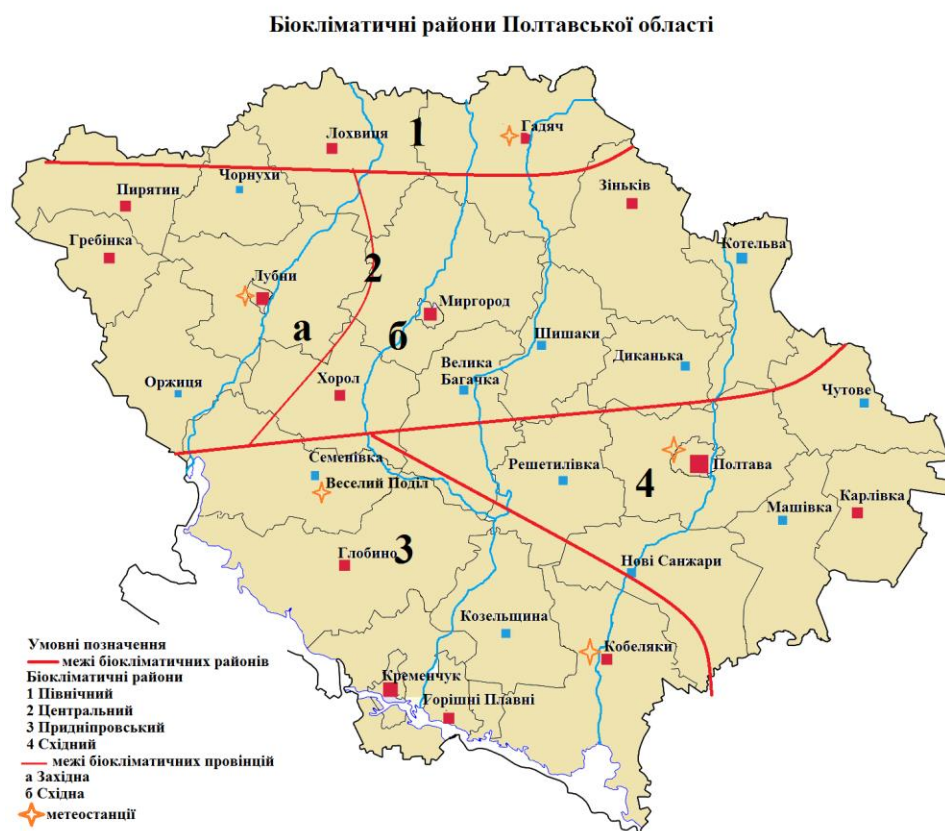 Біокліматичні райони Полтавської області
1
Гадяч
Лохвиця
Чорнухи
Зіньків
Пирятин
Гребінка
Котельва
2
Лубни
Миргород
а
б
Шишаки
Велика
Багачка
Диканька
Оржиця
Хорол
Чутове
Семенівка
Веселий Поділ
Решетилівка
4
Полтава
Машівка
Карлівка
3
Глобино
Нові Санжари
Козельщина
Кобеляки
Кременчук
Горішні Плавні
Умовні позначення
межі біокліматичних районів
Біокліматичні райони
1 Північний
2 Центральний
3 Придніпровський
4 Східний
межі біокліматичних провінцій
а Західна
б Східна
метеостанції